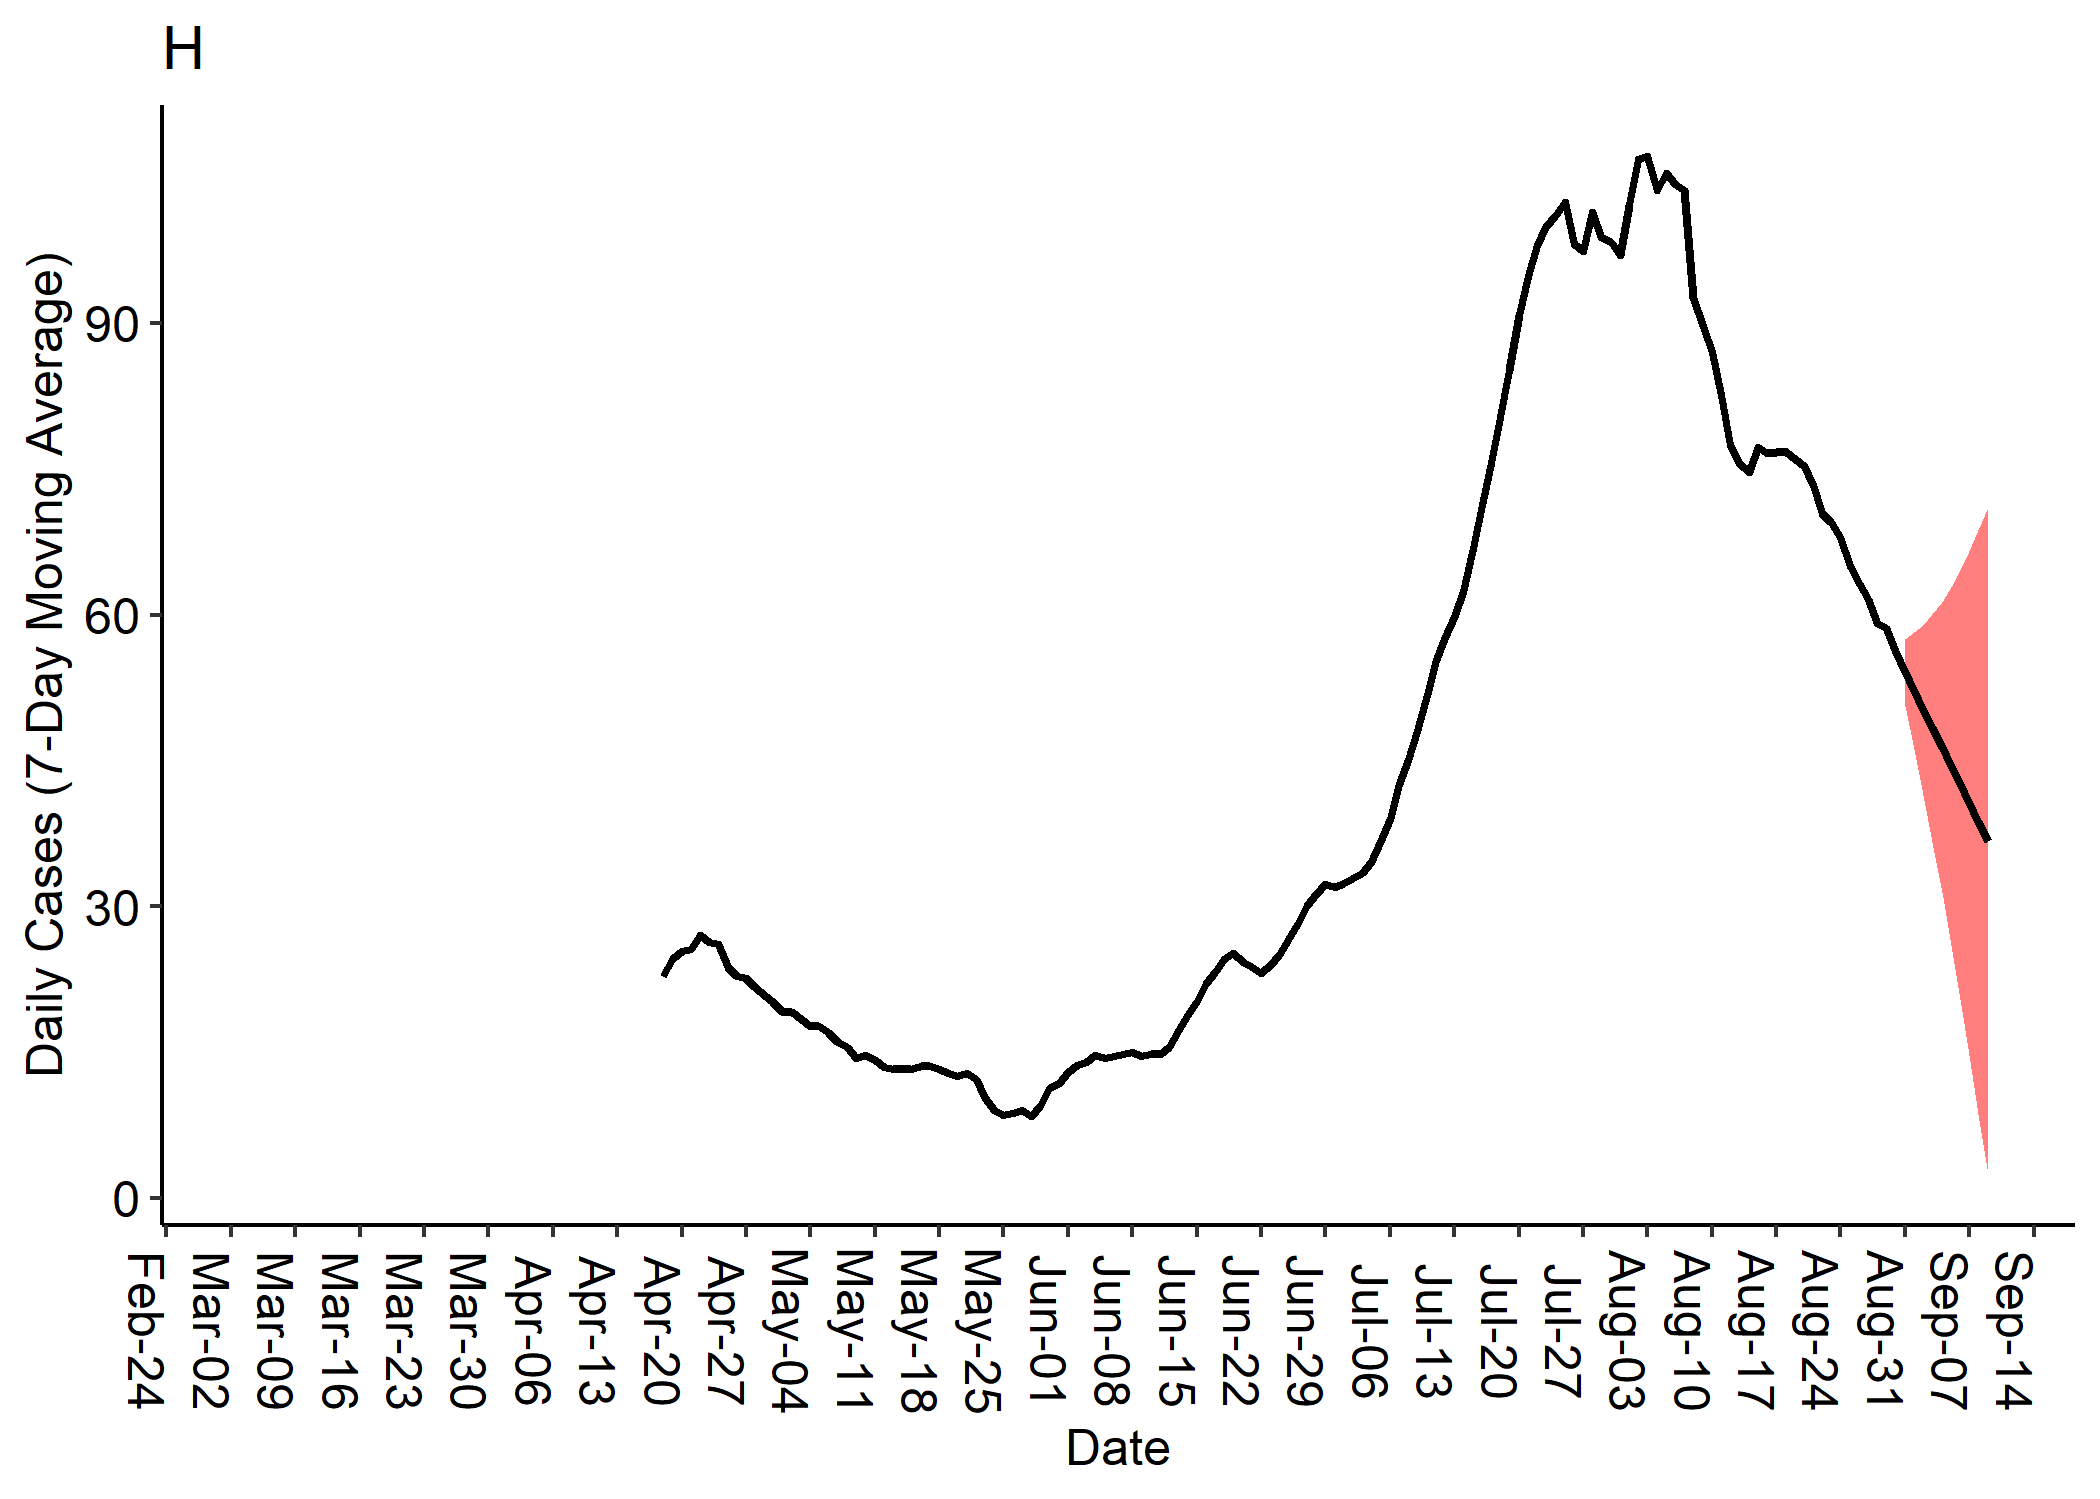 H
Daily Cases (7-Day Moving Average)
90
60
30
0
Feb-24
Mar-02
Mar-09
Mar-16
Mar-23
Mar-30
Apr-06
Apr-13
Apr-20
Apr-27
May-04
May-11
May-18
May-25
Jun-01
Jun-08
Jun-15
Jun-22
Jun-29
Jul-06
Jul-13
Jul-20
Jul-27
Aug-03
Aug-10
Aug-17
Aug-24
Aug-31
Sep-07
Sep-14
Date